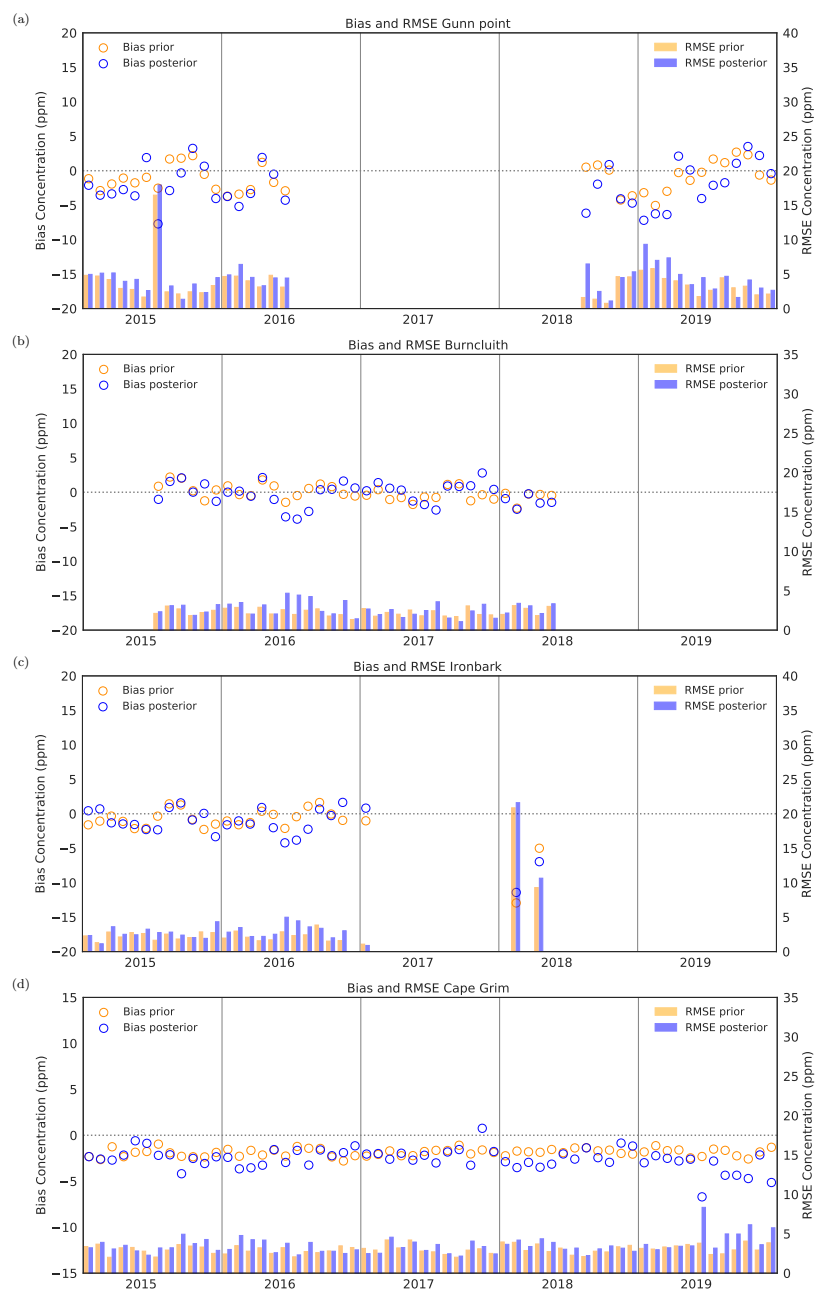 (a)
Bias and RMSE Gunn point
Bias prior
Bias posterior
RMSE prior
RMSE posterior
Bias Concentration (ppm)
20
15
10
5
0
−5
−10
−15
−20
RMSE Concentration (ppm)
40
35
30
25
20
15
10
5
0
2015 2016 2017 2018 2019
(b)
Bias and RMSE Burncluith
Bias prior
Bias posterior
RMSE prior
RMSE posterior
Bias Concentration (ppm)
20
15
10
5
0
−5
−10
−15
−20
RMSE Concentration (ppm)
35
30
25
20
15
10
5
0
2015 2016 2017 2018 2019
(c)
Bias and RMSE Ironbark
Bias prior
Bias posterior
RMSE prior
RMSE posterior
Bias Concentration (ppm)
20
15
10
5
0
−5
−10
−15
−20
RMSE Concentration (ppm)
40
35
30
25
20
15
10
5
0
2015 2016 2017 2018 2019
(d)
Bias and RMSE Cape Grim
Bias prior
Bias posterior
RMSE prior
RMSE posterior
Bias Concentration (ppm)
15
10
5
0
−5
−10
−15
RMSE Concentration (ppm)
35
30
25
20
15
10
5
0
2015 2016 2017 2018 2019